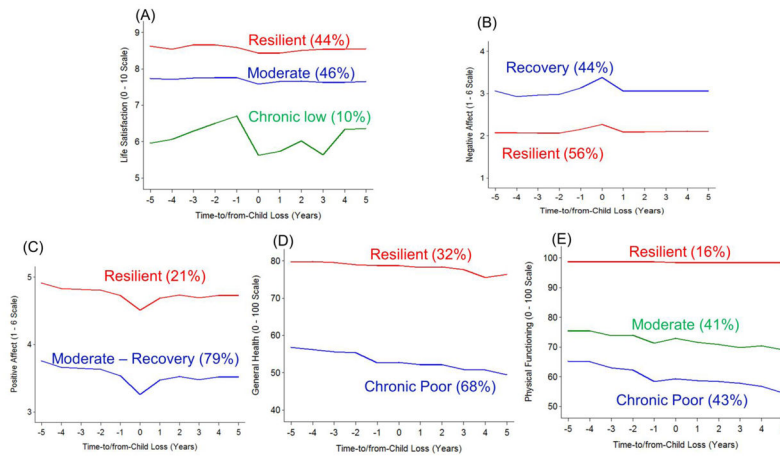 (A)
Life Satisfaction (0 - 10 Scale)
9
8
7
6
5
Resilient (44%)
Moderate (46%)
Chronic low (10%)
-5 -4 -3 -2 -1 0 1 2 3 4 5
Time-to/from-Child Loss (Years)
(B)
Negative Affect (1 - 6 Scale)
4
3
2
1
Recovery (44%)
Resilient (56%)
-5 -4 -3 -2 -1 0 1 2 3 4 5
Time-to/from-Child Loss (Years)
(C)
Positive Affect (1 - 6 Scale)
5
4
3
Resilient (21%)
Moderate – Recovery (79%)
-5 -4 -3 -2 -1 0 1 2 3 4 5
Time-to/from-Child Loss (Years)
(D)
General Health (0 - 100 Scale)
80
70
60
50
40
Resilient (32%)
Chronic Poor (68%)
-5 -4 -3 -2 -1 0 1 2 3 4 5
Time-to/from-Child Loss (Years)
(E)
Physical Functioning (0 - 100 Scale)
100
90
80
70
60
50
Resilient (16%)
Moderate (41%)
Chronic Poor (43%)
-5 -4 -3 -2 -1 0 1 2 3 4 5
Time-to/from-Child Loss (Years)